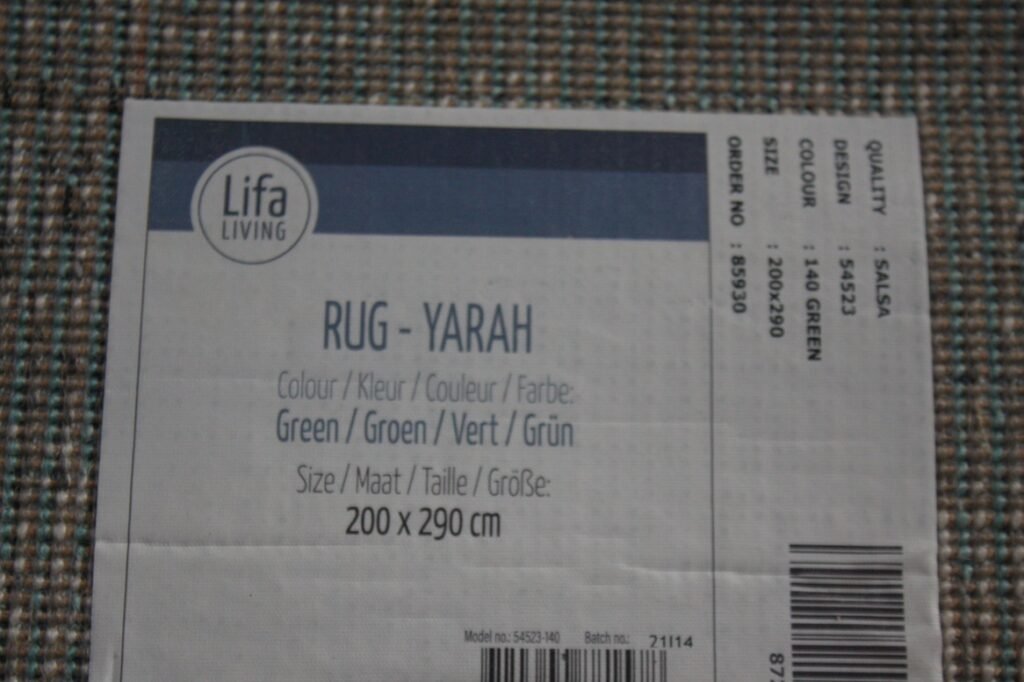 Lifa
LIVING
RUG - YARAH
Colour / Kleur / Couleur / Farbe:
Green / Groen / Vert / Grün
Size / Maat / Taille / Größe:
200 x 290 cm
Model no.: 54523-140 Batch no.: 21I14
QUALITY : SALSA
DESIGN : 54523
COLOUR : 140 GREEN
SIZE : 200x290
ORDER NO : 85930